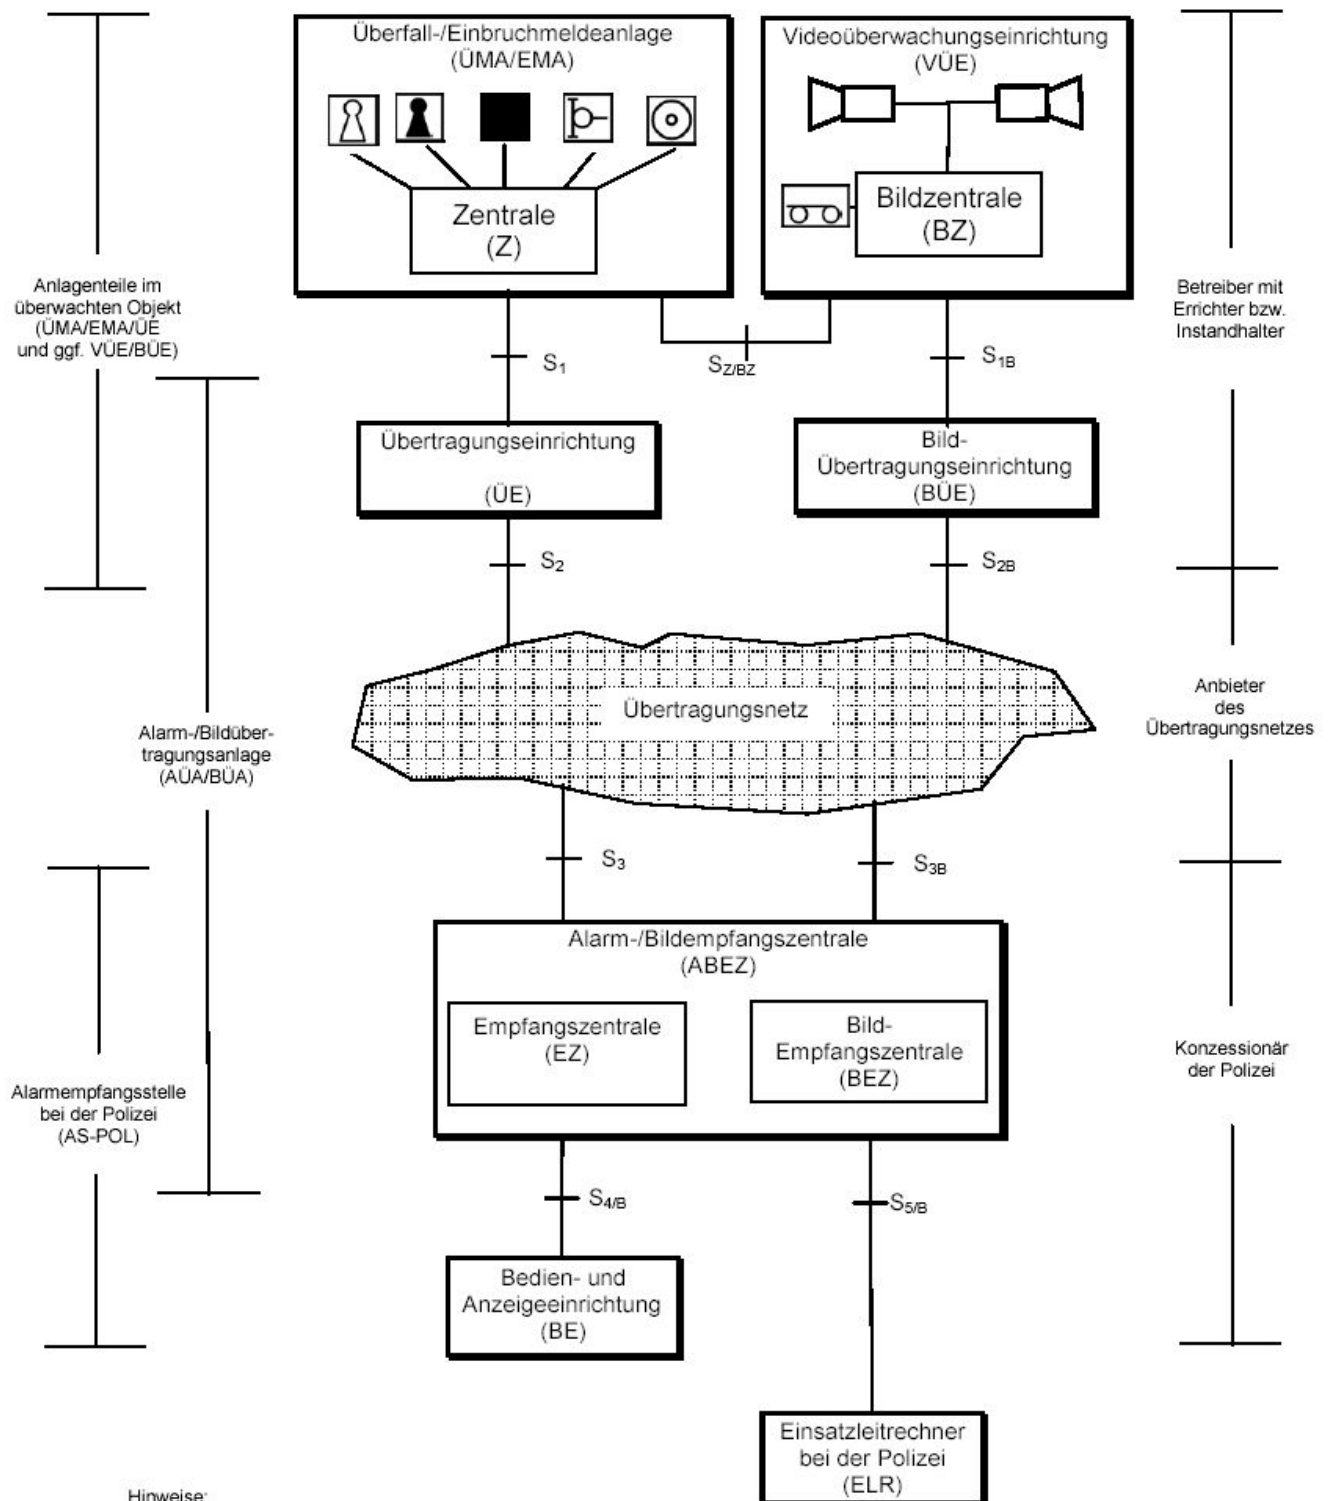 Überfall-/Einbruchmeldeanlage
(ÜMA/EMA)
Zentrale
(Z)
Videoüberwachungseinrichtung
(VÜE)
Bildzentrale
(BZ)
Anlagenteile im
überwachten Objekt
(ÜMA/EMA/ÜE
und ggf. VÜE/BÜE)
Betreiber mit
Errichter bzw.
Instandhalter
S1
SZ/BZ
S1B
Übertragungseinrichtung
(ÜE)
Bild-
Übertragungseinrichtung
(BÜE)
S2
S2B
Übertragungsnetz
Anbieter
des
Übertragungsnetzes
Alarm-/Bildüber-
tragungsanlage
(AÜA/BÜA)
S3
S3B
Alarm-/Bildempfangszentrale
(ABEZ)
Empfangszentrale
(EZ)
Bild-
Empfangszentrale
(BEZ)
Konzessionär
der Polizei
Alarmempfangsstelle
bei der Polizei
(AS-POL)
S4/B
S5/B
Bedien- und
Anzeigeeinrichtung
(BE)
Einsatzleitrechner
bei der Polizei
(ELR)
Hinweise: